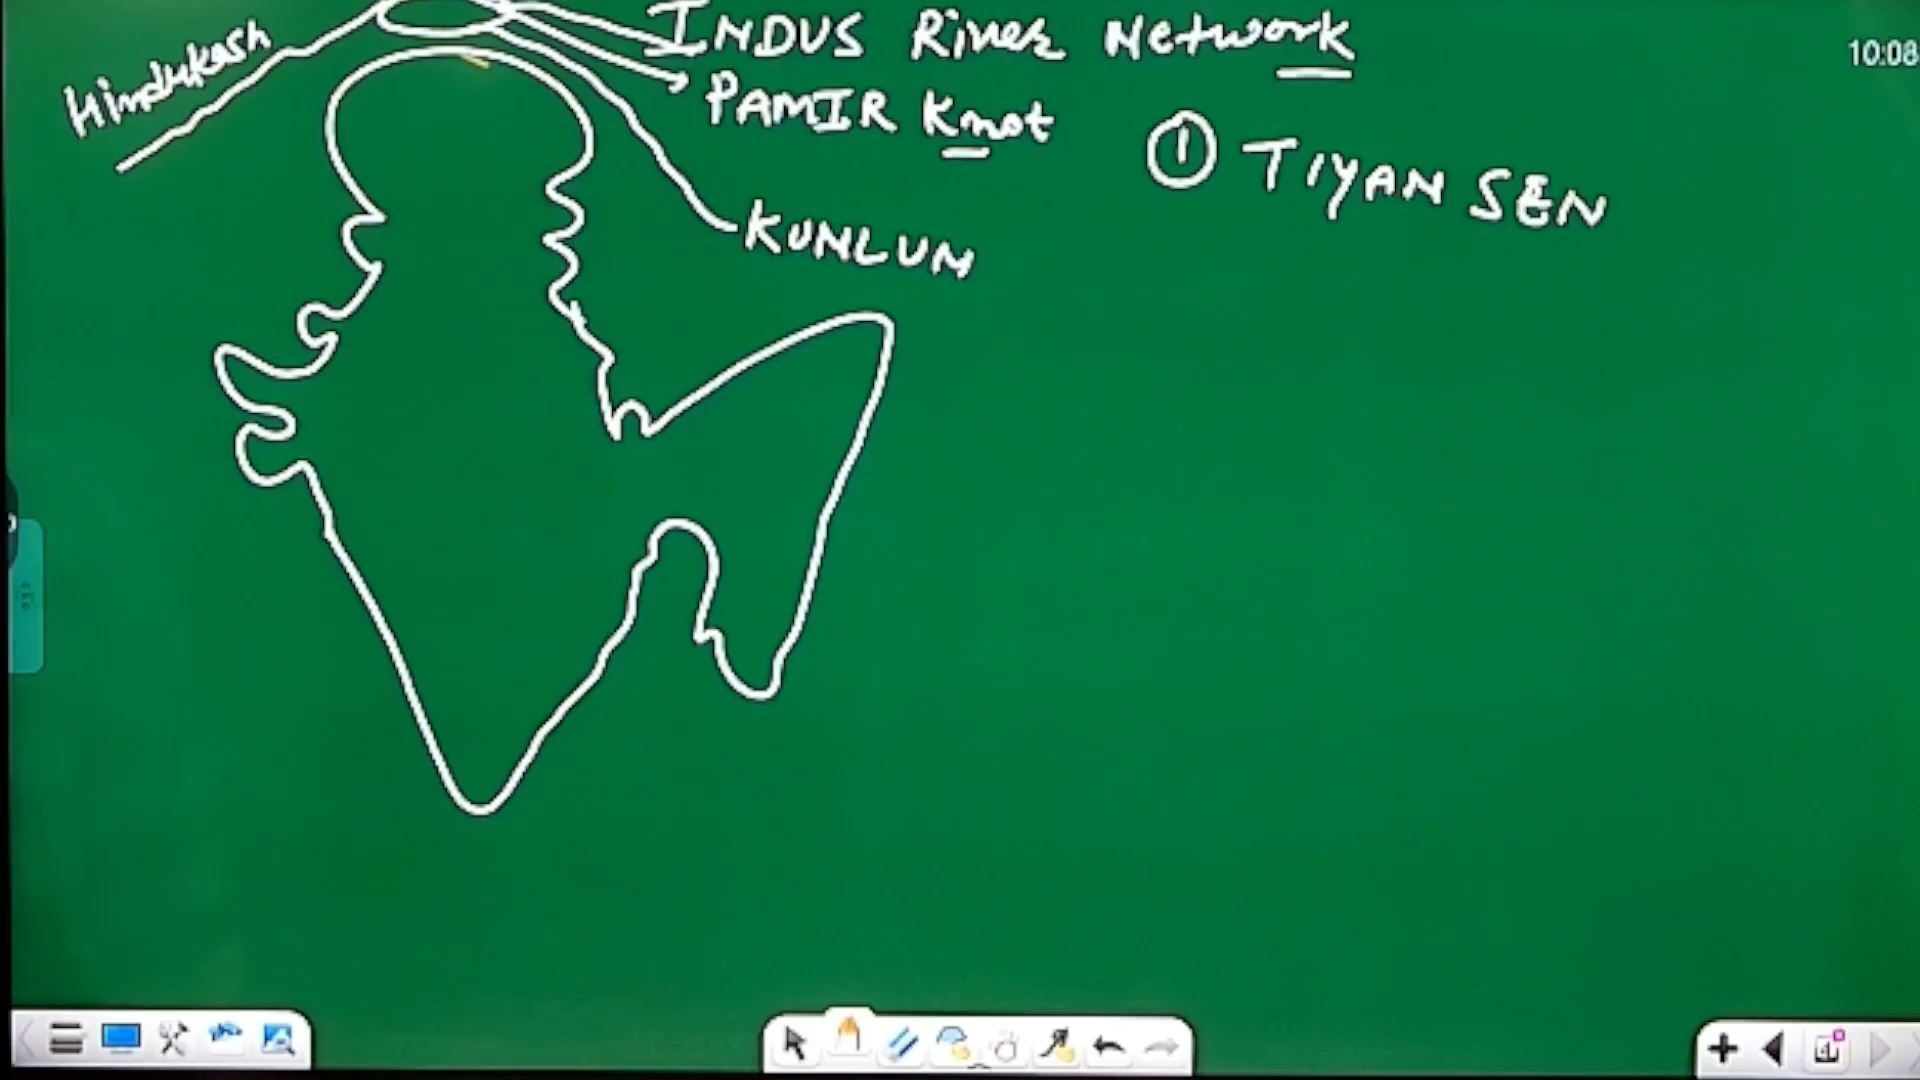 INDUS River Network
10:08
Hindukash
PAMIR Knot
① TIYAN SEN
KUNLUN